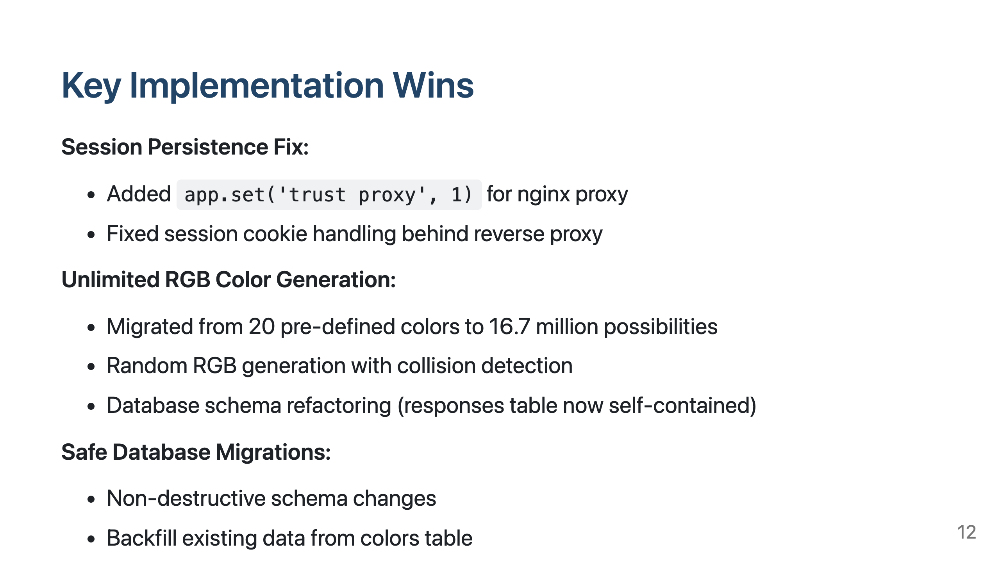 Key Implementation Wins
Session Persistence Fix:
• Added app.set('trust proxy', 1) for nginx proxy
• Fixed session cookie handling behind reverse proxy
Unlimited RGB Color Generation:
• Migrated from 20 pre-defined colors to 16.7 million possibilities
• Random RGB generation with collision detection
• Database schema refactoring (responses table now self-contained)
Safe Database Migrations:
• Non-destructive schema changes
• Backfill existing data from colors table
12